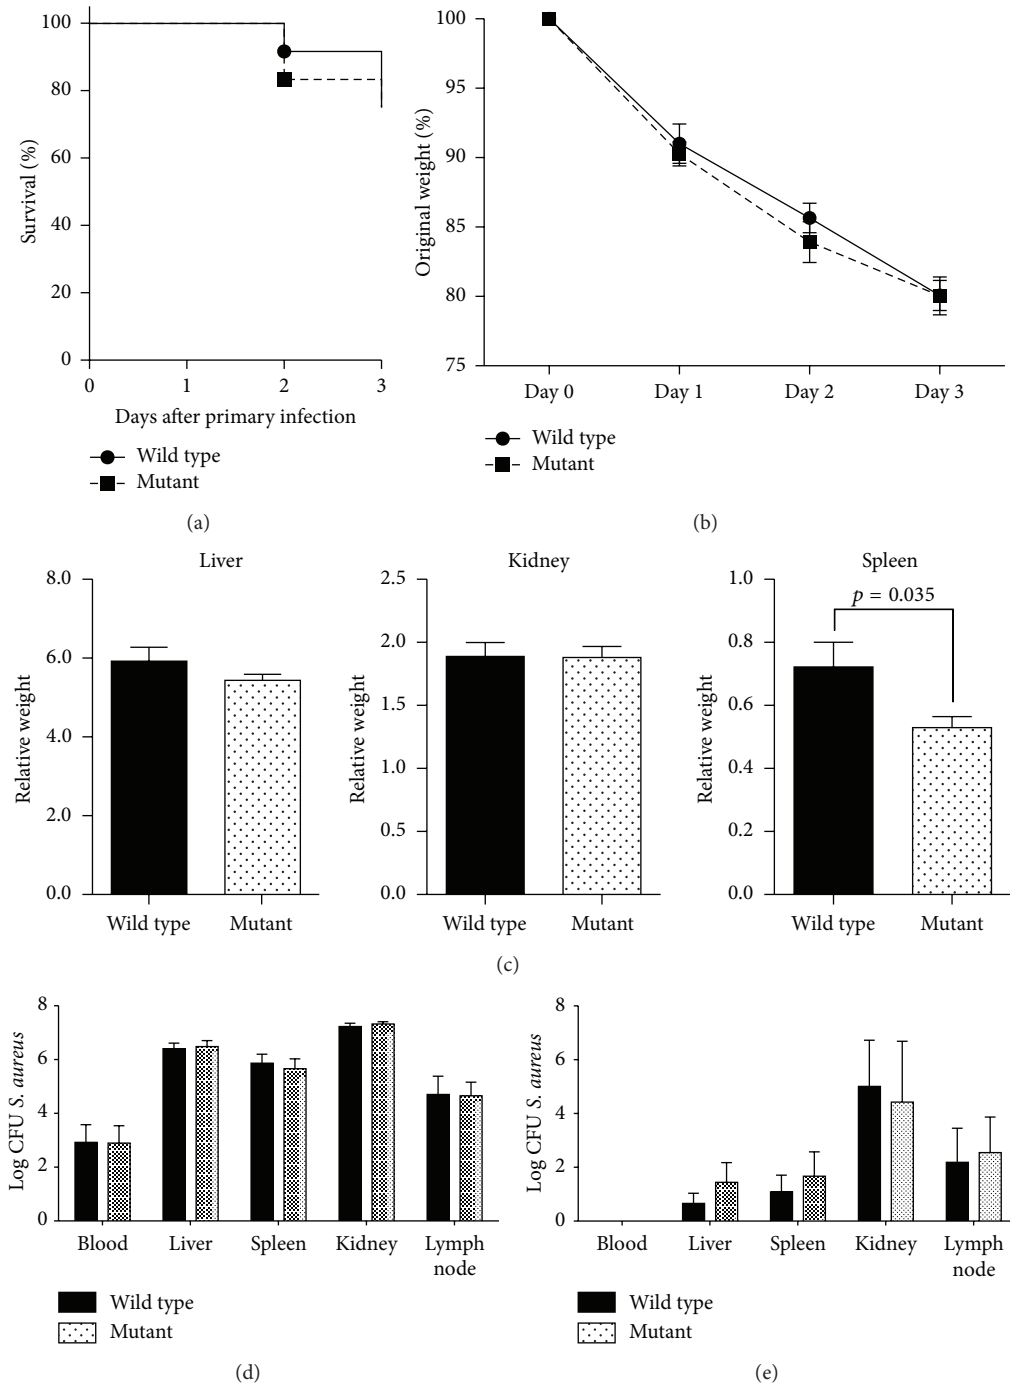 100
80
60
40
20
0
Survival (%)
0 1 2 3
Days after primary infection
Wild type
Mutant
(a)
100
95
90
85
80
75
Original weight (%)
Day 0 Day 1 Day 2 Day 3
Wild type
Mutant
(b)
Liver
8.0
6.0
4.0
2.0
0.0
Relative weight
Wild type Mutant
Kidney
2.5
2.0
1.5
1.0
0.5
0.0
Relative weight
Wild type Mutant
Spleen
1.0
0.8
0.6
0.4
0.2
0.0
Relative weight
p = 0.035
Wild type Mutant
(c)
8
6
4
2
0
Log CFU S. aureus
Blood Liver Spleen Kidney Lymph
node
Wild type
Mutant
(d)
8
6
4
2
0
Log CFU S. aureus
Blood Liver Spleen Kidney Lymph
node
Wild type
Mutant
(e)